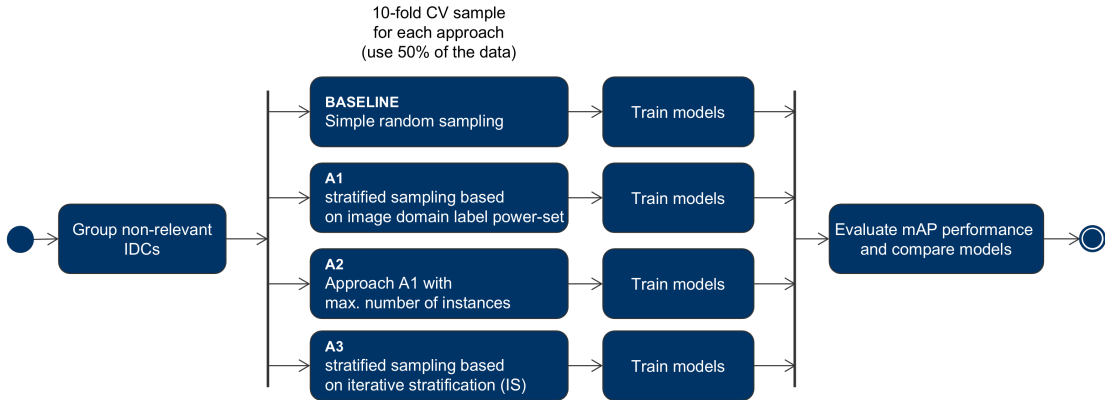 10-fold CV sample
for each approach
(use 50% of the data)
BASELINE
Simple random sampling
Train models
A1
stratified sampling based
on image domain label power-set
Train models
Group non-relevant
IDCs
Evaluate mAP performance
and compare models
A2
Approach A1 with
max. number of instances
Train models
A3
stratified sampling based
on iterative stratification (IS)
Train models